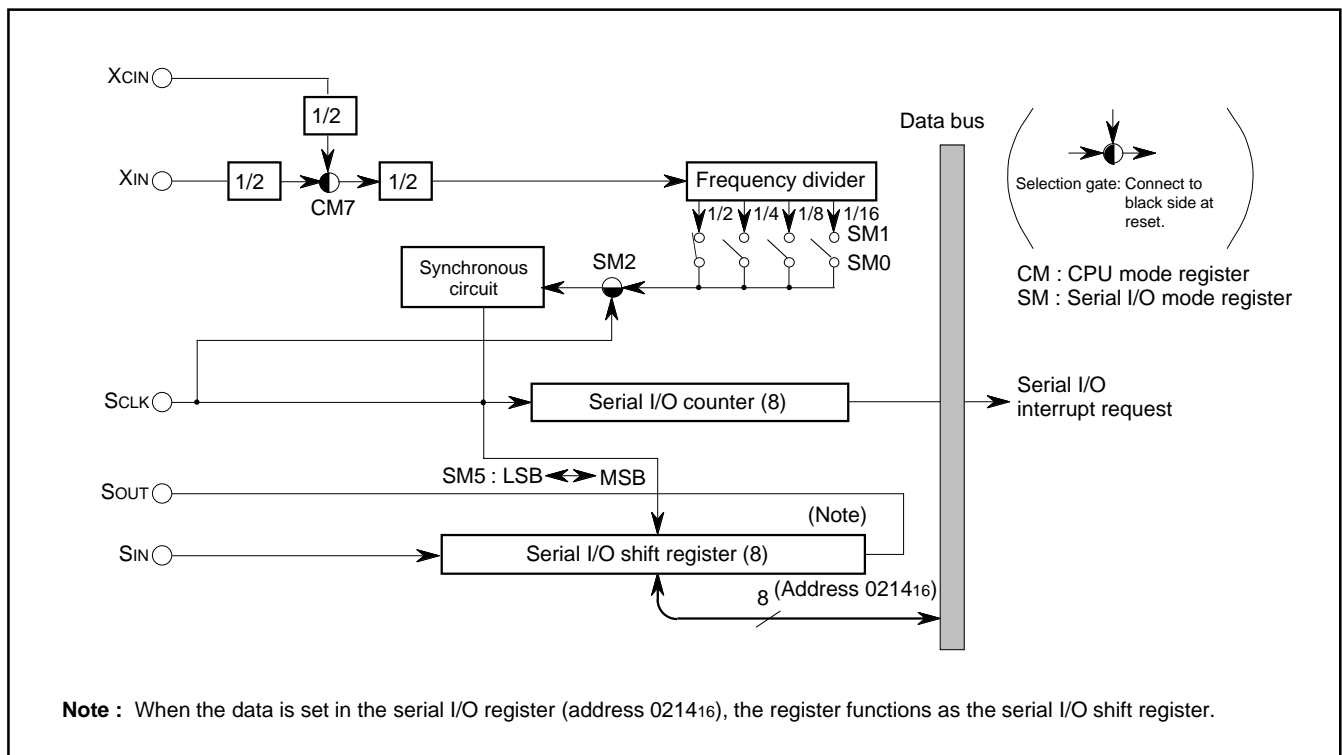 XCIN
1/2
Data bus
XIN
1/2
1/2
Frequency divider
CM7
1/2
1/4
1/8
1/16
SM1
SM0
Selection gate: Connect to
black side at
reset.
Synchronous
circuit
SM2
CM : CPU mode register
SM : Serial I/O mode register
SCLK
Serial I/O counter (8)
Serial I/O
interrupt request
SM5 : LSB
MSB
SOUT
(Note)
SIN
Serial I/O shift register (8)
8
(Address 021416)
Note : When the data is set in the serial I/O register (address 021416), the register functions as the serial I/O shift register.